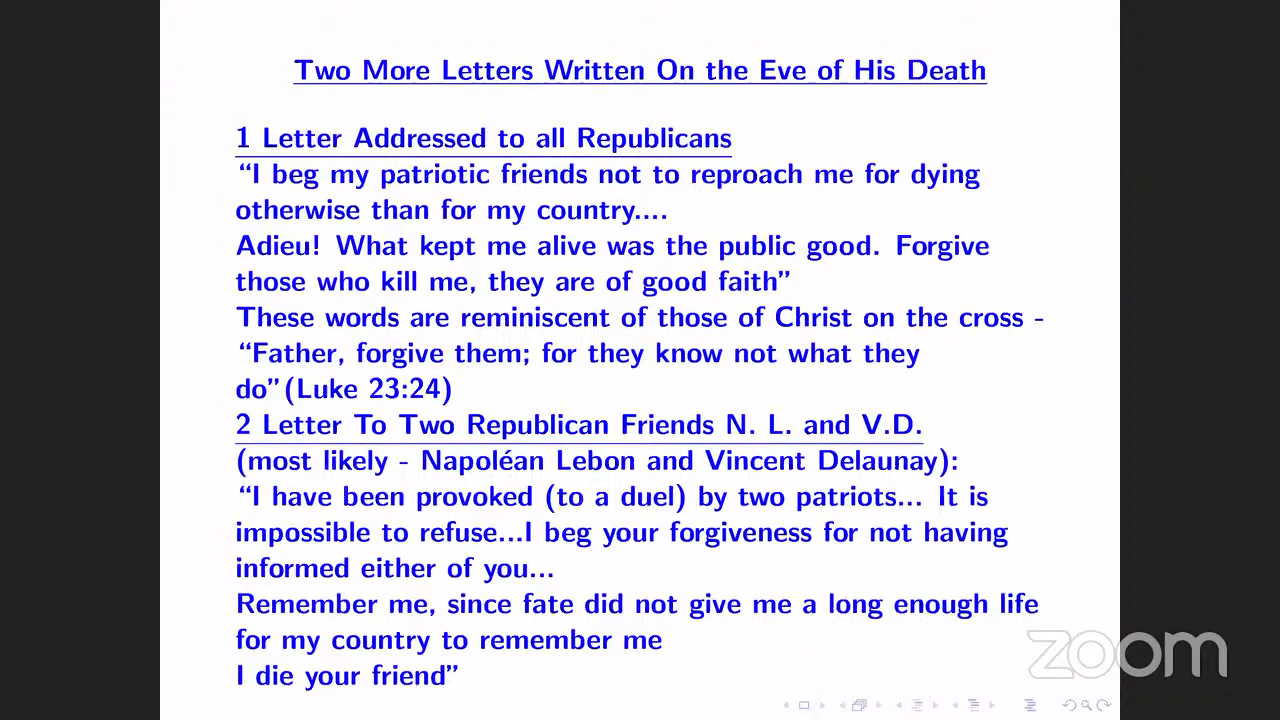 Two More Letters Written On the Eve of His Death
1 Letter Addressed to all Republicans
“I beg my patriotic friends not to reproach me for dying
otherwise than for my country....
Adieu! What kept me alive was the public good. Forgive
those who kill me, they are of good faith”
These words are reminiscent of those of Christ on the cross -
“Father, forgive them; for they know not what they
do”(Luke 23:24)
2 Letter To Two Republican Friends N. L. and V.D.
(most likely - Napoléan Lebon and Vincent Delaunay):
“I have been provoked (to a duel) by two patriots... It is
impossible to refuse...I beg your forgiveness for not having
informed either of you...
Remember me, since fate did not give me a long enough life
for my country to remember me
I die your friend”
zoom